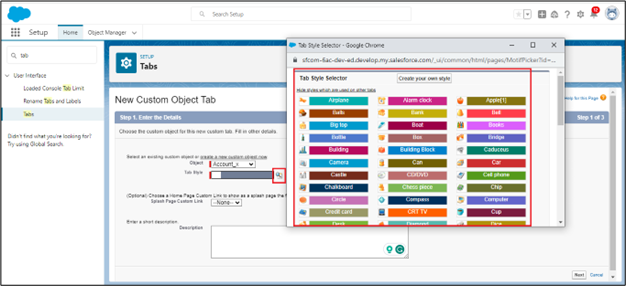 Search Setup
Setup
Home
Object Manager
tab
User Interface
Loaded Console Tab Limit
Rename Tabs and Labels
Tabs
Didn't find what you're looking for?
Try using Global Search.
SETUP
Tabs
New Custom Object Tab
Help for this Page
Step 1. Enter the Details
Step 1 of 3
Choose the custom object for this new custom tab. Fill in other details.
Select an existing custom object or create a new custom object now.
Object
Account_x
Tab Style
(Optional) Choose a Home Page Custom Link to show as a splash page the f
Splash Page Custom Link
--None--
Enter a short description.
Description
Next
Cancel
Tab Style Selector - Google Chrome
sfcom-6ac-dev-ed.develop.my.salesforce.com/_ui/common/html/pages/MotifPicker?id=...
Tab Style Selector
Create your own style
Hide styles which are used on other tabs
Airplane
Alarm clock
Apple[1]
Balls
Bank
Bell
Big top
Boat
Books
Bottle
Box
Bridge
Building
Building Block
Caduceus
Camera
Can
Car
Castle
CD/DVD
Cell phone
Chalkboard
Chess piece
Chip
Circle
Compass
Computer
Credit card
CRT TV
Cup
Desk
Diamond
Dice